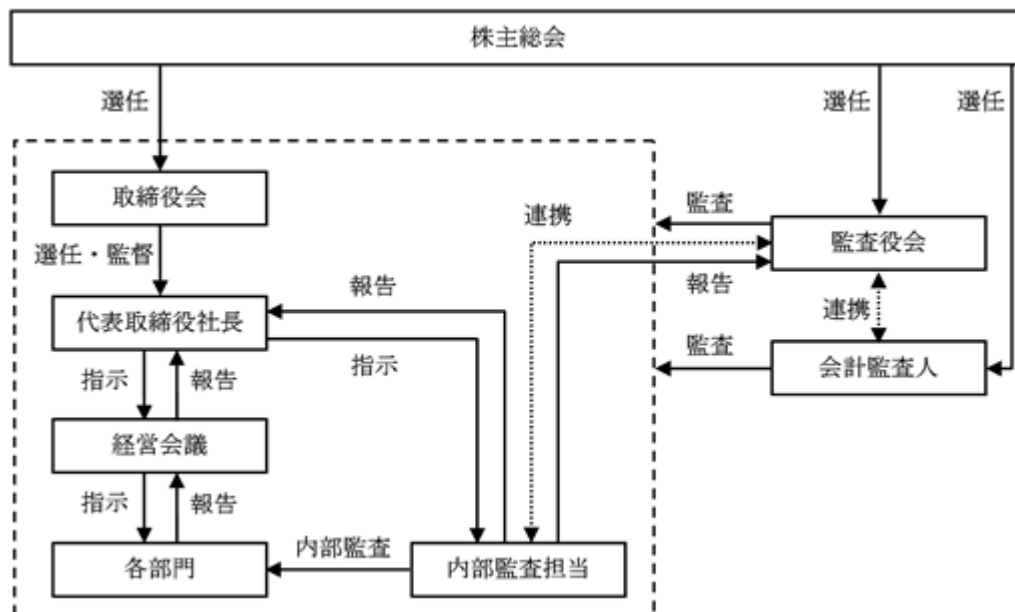 株主総会
選任
選任
選任
取締役会
選任・監督
連携
監査
監査役会
報告
代表取締役社長
報告
指示
連携
監査
会計監査人
指示
報告
経営会議
指示
報告
内部監査
各部門
内部監査担当